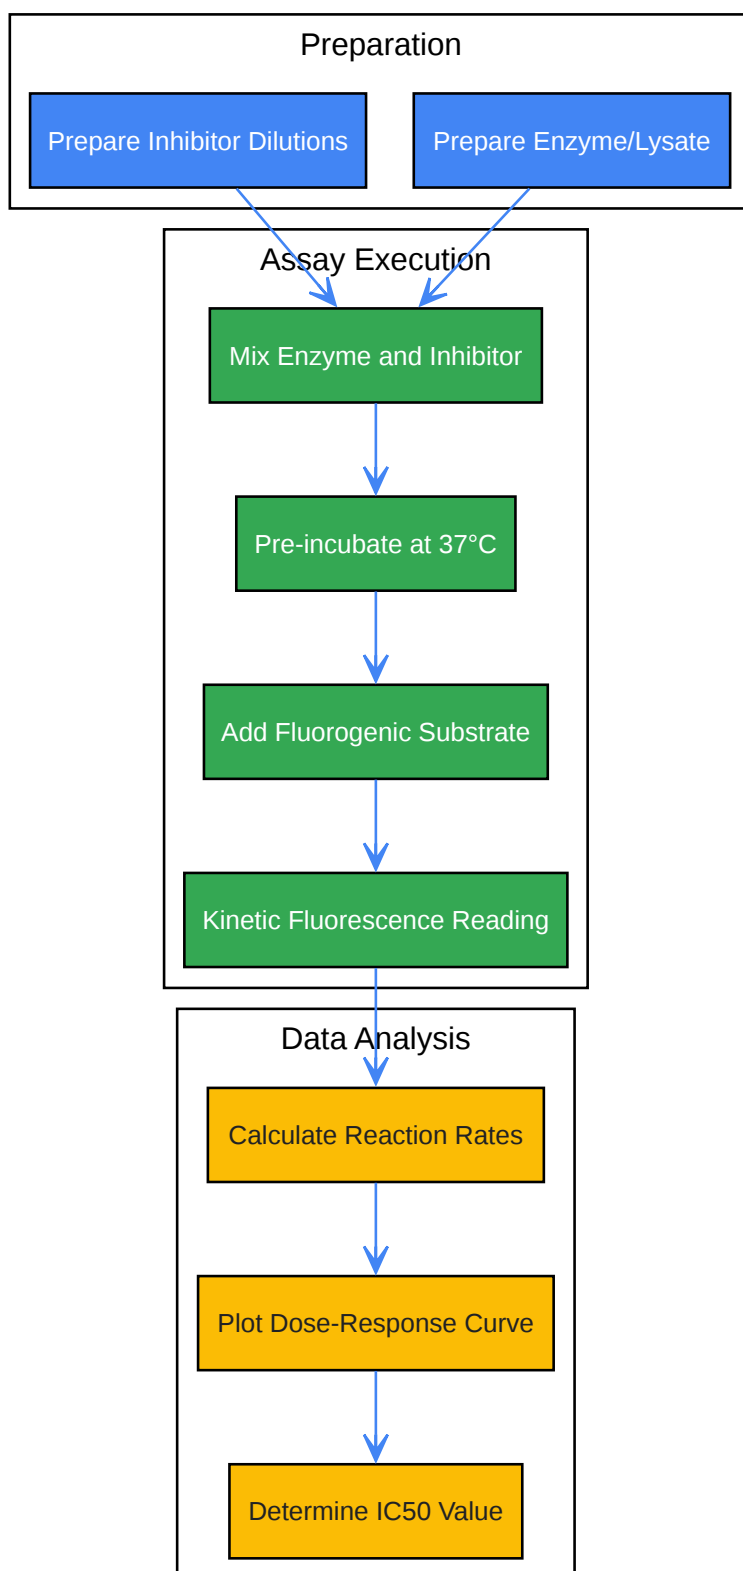 Preparation
Prepare Inhibitor Dilutions
Prepare Enzyme/Lysate
Assay Execution
Mix Enzyme and Inhibitor
Pre-incubate at 37°C
Add Fluorogenic Substrate
Kinetic Fluorescence Reading
Data Analysis
Calculate Reaction Rates
Plot Dose-Response Curve
Determine IC50 Value